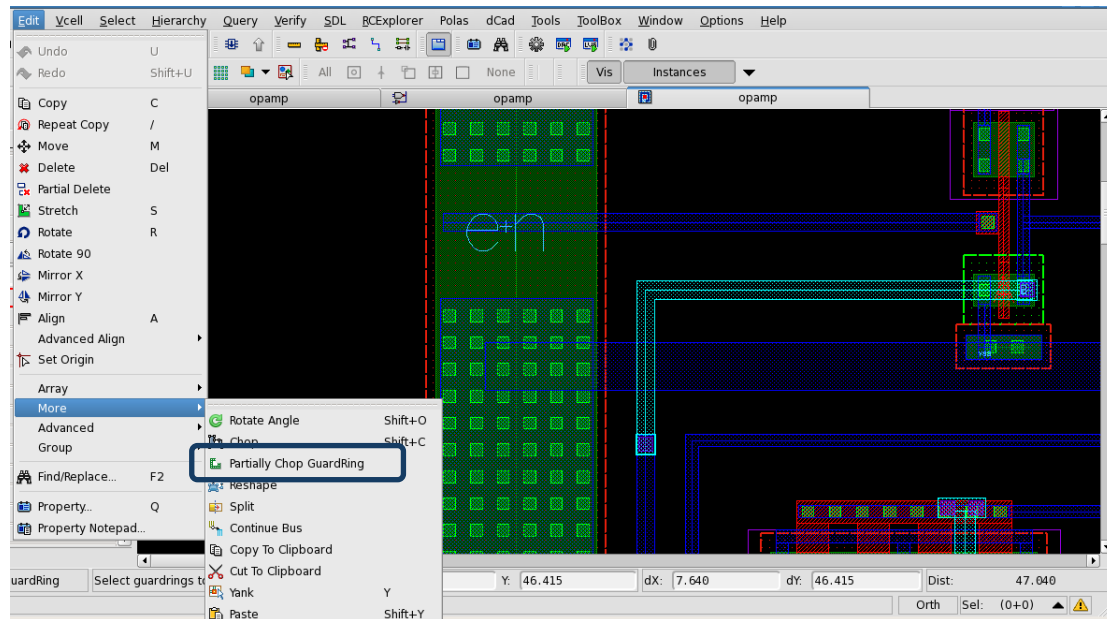 Edit Vcell Select Hierarchy Query Verify SDL RCExplorer Polas dCad Tools ToolBox Window Options Help
Undo U
Redo Shift+U
All None Vis Instances
opamp opamp opamp
Copy C
Repeat Copy /
Move M
Delete Del
Partial Delete
Stretch S
Rotate R
Rotate 90
Mirror X
Mirror Y
Align A
Advanced Align
Set Origin
Array
More
Advanced
Group
Find/Replace... F2
Property... Q
Property Notepad...
Rotate Angle Shift+O
Chop Shift+C
Partially Chop GuardRing
Reshape
Split
Continue Bus
Copy To Clipboard
Cut To Clipboard
Yank Y
Paste Shift+Y
e+n
uardRing Select guardrings to Y: 46.415 dX: 7.640 dY: 46.415 Dist: 47.040
Orth Sel: (0+0)